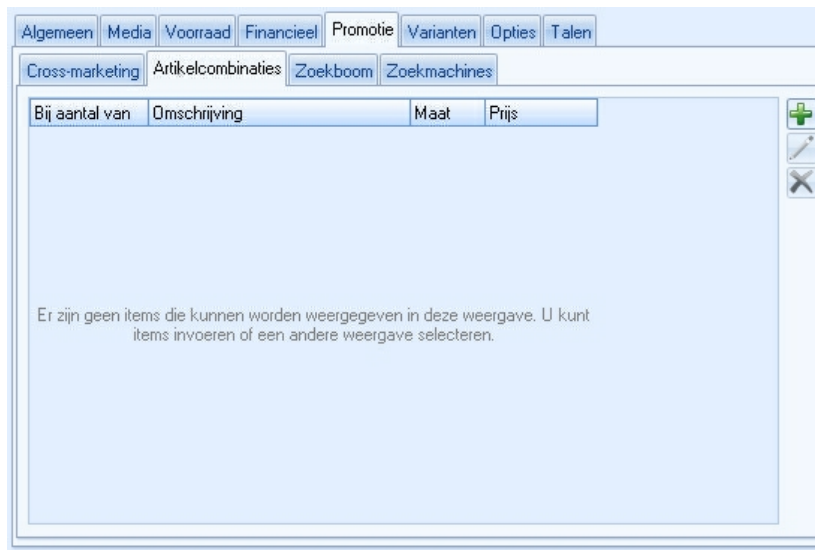 Algemeen Media Voorraad Financieel Promotie Varianten Opties Talen
Cross-marketing Artikelcombinaties Zoekboom Zoekmachines
Bij aantal van Omschrijving Maat Prijs
Er zijn geen items die kunnen worden weergegeven in deze weergave. U kunt
items invoeren of een andere weergave selecteren.